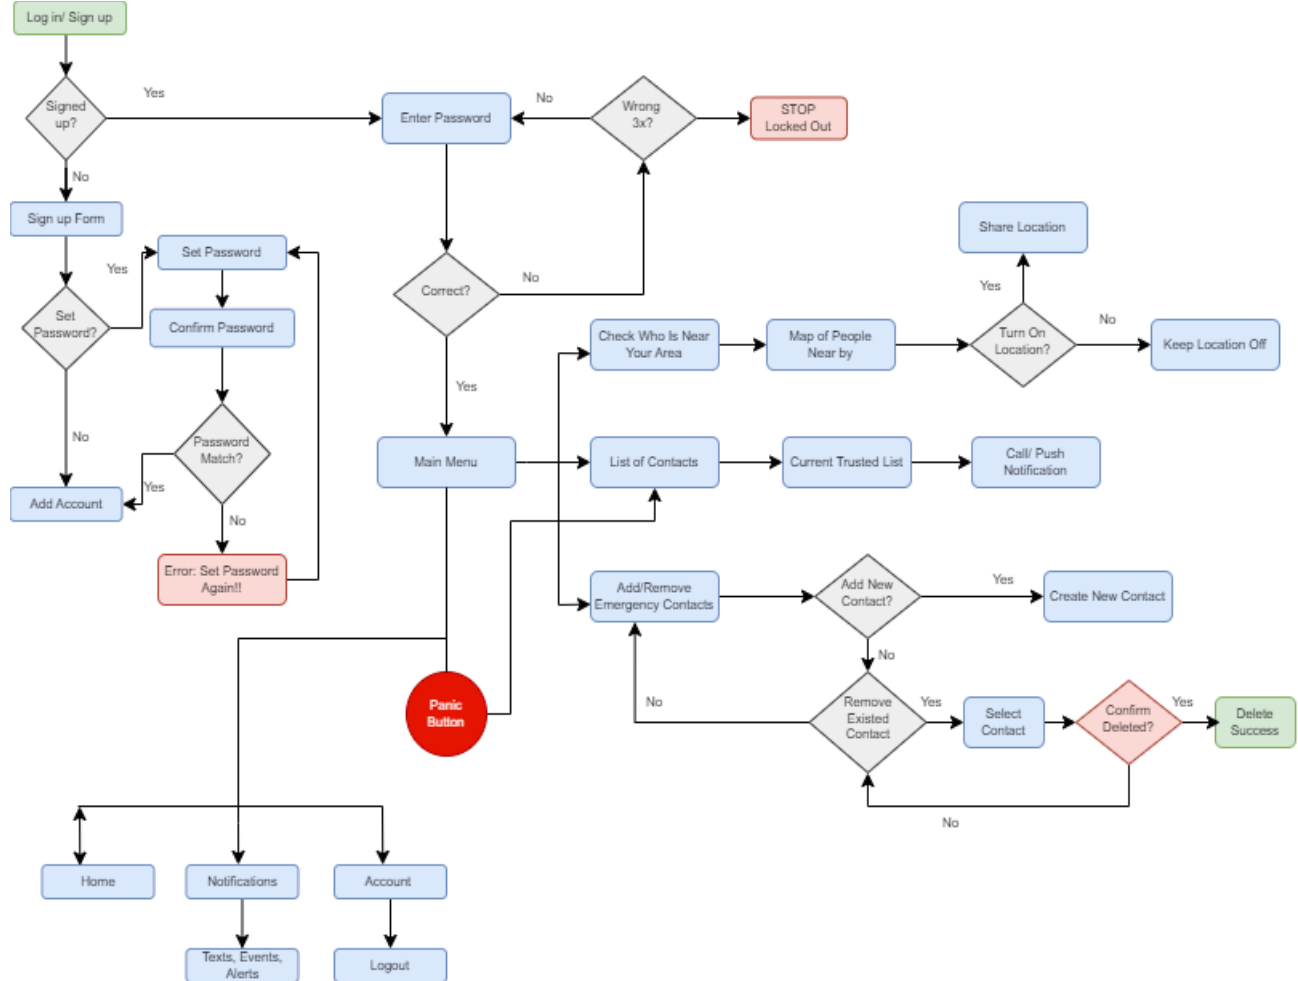 Log in/ Sign up
Signed
up?
Yes
Enter Password
No
Wrong
3x?
STOP
Locked Out
No
Sign up Form
Set Password
Yes
Set
Password?
Confirm Password
No
Password
Match?
Yes
Add Account
No
Error: Set Password
Again!!
Correct?
No
Yes
Main Menu
Check Who Is Near
Your Area
Map of People
Near by
Turn On
Location?
Yes
Share Location
No
Keep Location Off
List of Contacts
Current Trusted List
Call/ Push
Notification
Add/Remove
Emergency Contacts
Add New
Contact?
Yes
Create New Contact
No
Remove
Existed
Contact
No
Yes
Select
Contact
Confirm
Deleted?
Yes
Delete
Success
No
Panic
Button
Home
Notifications
Account
Texts, Events,
Alerts
Logout